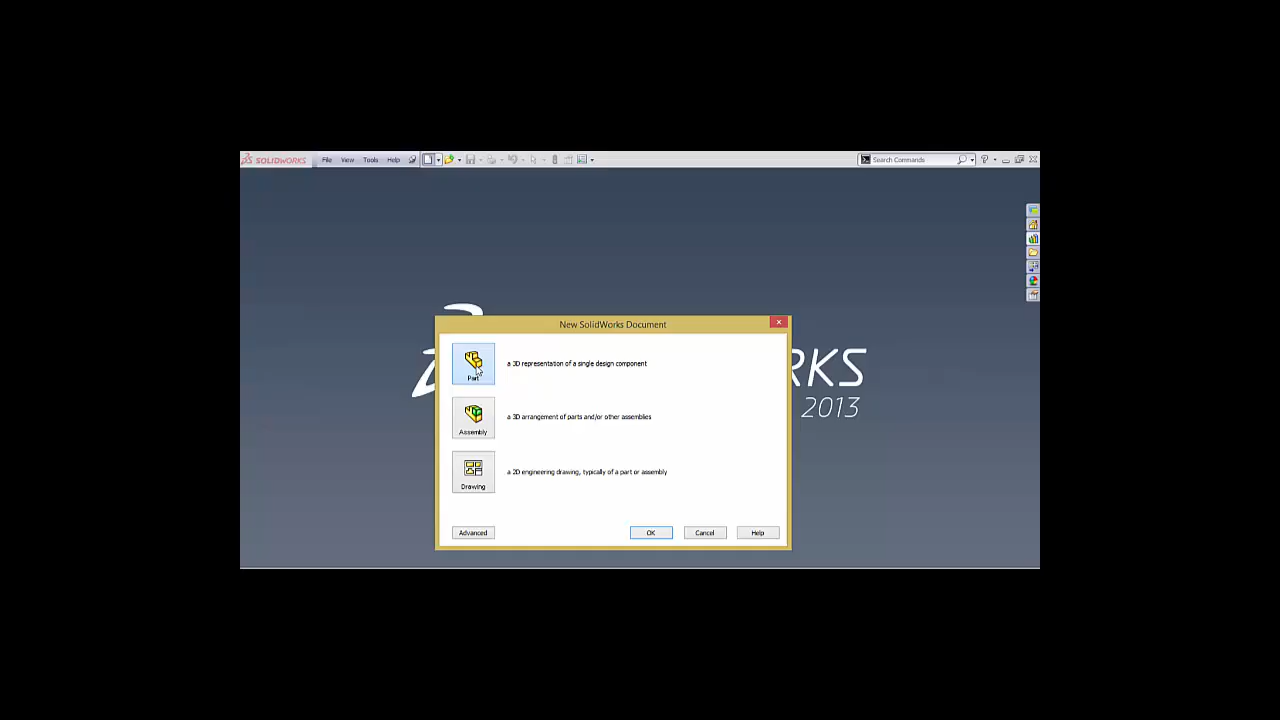 SOLIDWORKS File View Tools Help Search Commands
New SolidWorks Document
Part a 3D representation of a single design component
Assembly a 3D arrangement of parts and/or other assemblies
Drawing a 2D engineering drawing, typically of a part or assembly
Advanced OK Cancel Help
RKS
2013